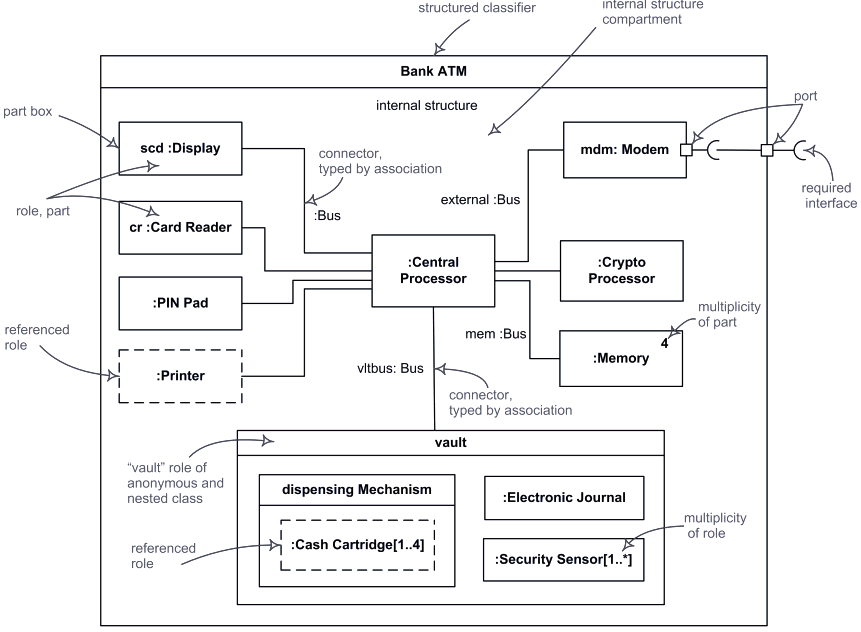 structured classifier
internal structure
compartment
Bank ATM
internal structure
port
part box
scd :Display
mdm: Modem
connector,
typed by association
external :Bus
required
interface
role, part
:Bus
cr :Card Reader
:Central
Processor
:Crypto
Processor
:PIN Pad
multiplicity
of part
referenced
role
mem :Bus
4
:Memory
:Printer
vltbus: Bus
connector,
typed by association
vault
“vault” role of
anonymous and
nested class
dispensing Mechanism
:Electronic Journal
multiplicity
of role
referenced
role
:Cash Cartridge[1..4]
:Security Sensor[1..*]